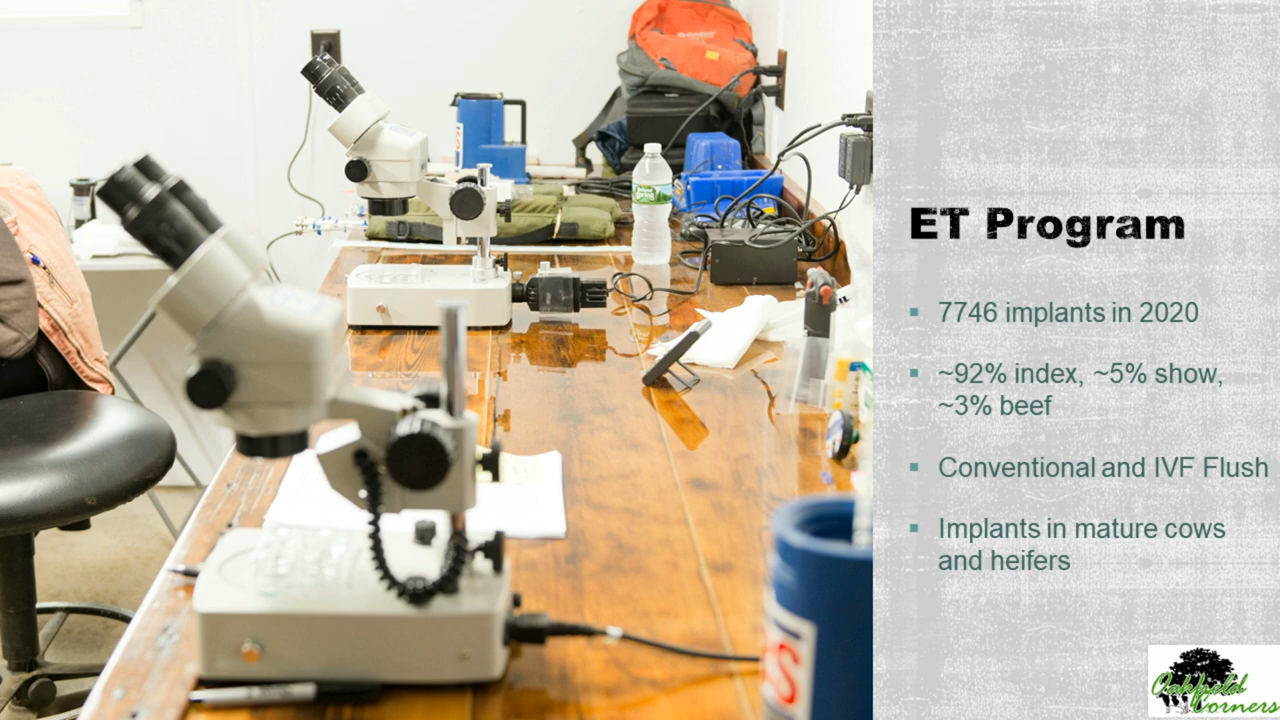 ET Program
▪ 7746 implants in 2020
▪ ~92% index, ~5% show,
~3% beef
▪ Conventional and IVF Flush
▪ Implants in mature cows
and heifers
Oakfield
Corners